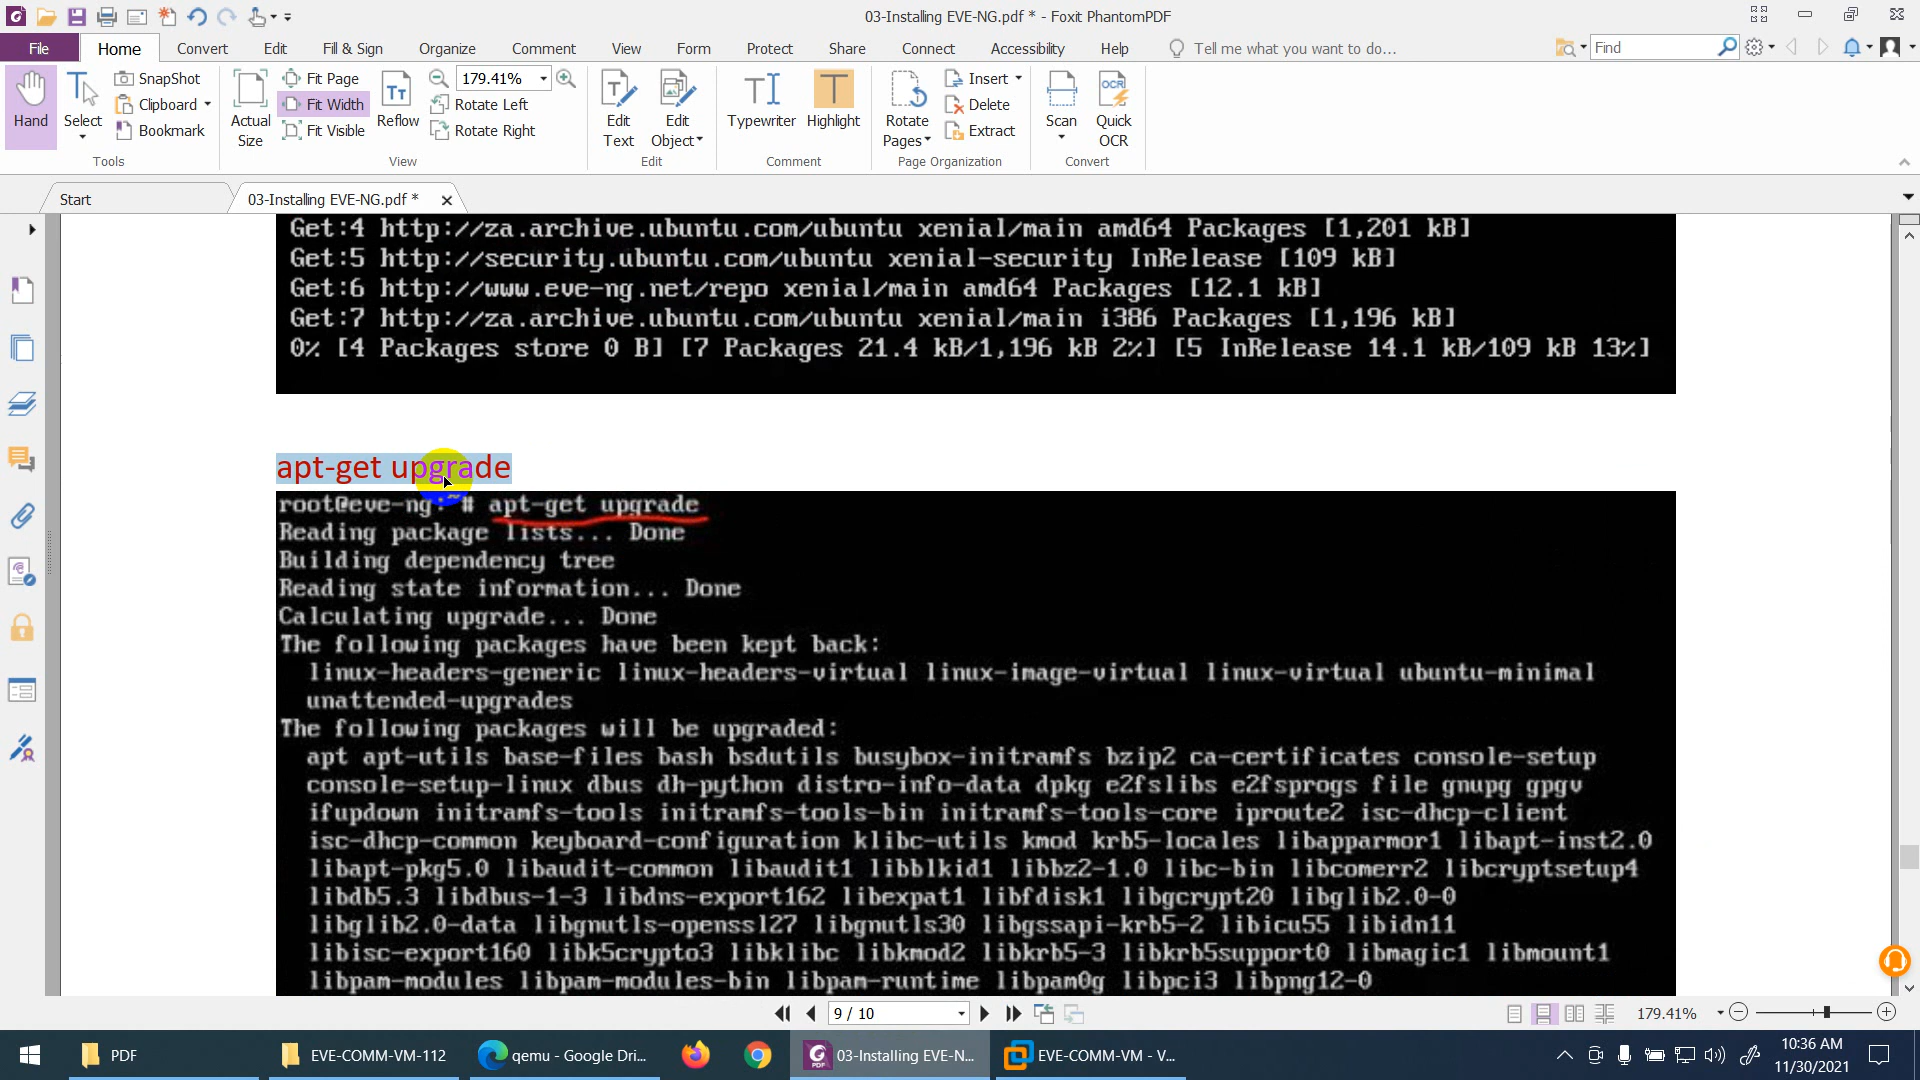 03-Installing EVE-NG.pdf * - Foxit PhantomPDF
File Home Convert Edit Fill & Sign Organize Comment View Form Protect Share Connect Accessibility Help Tell me what you want to do... Find
Hand
Select
SnapShot
Clipboard
Bookmark
Tools
Actual Size
Fit Page
Fit Width
Fit Visible
Reflow
179.41%
Rotate Left
Rotate Right
View
Edit Text
Edit Object
Edit
Typewriter
Highlight
Comment
Rotate Pages
Insert
Delete
Extract
Page Organization
Scan
Quick OCR
Convert
Start
03-Installing EVE-NG.pdf *
Get:4 http://za.archive.ubuntu.com/ubuntu xenial/main amd64 Packages [1,201 kB]
Get:5 http://security.ubuntu.com/ubuntu xenial-security InRelease [109 kB]
Get:6 http://www.eve-ng.net/repo xenial/main amd64 Packages [12.1 kB]
Get:7 http://za.archive.ubuntu.com/ubuntu xenial/main i386 Packages [1,196 kB]
0% [4 Packages store 0 B] [7 Packages 21.4 kB/1,196 kB 2%] [5 InRelease 14.1 kB/109 kB 13%]
apt-get upgrade
root@eve-ng:~# apt-get upgrade
Reading package lists... Done
Building dependency tree
Reading state information... Done
Calculating upgrade... Done
The following packages have been kept back:
linux-headers-generic linux-headers-virtual linux-image-virtual linux-virtual ubuntu-minimal
unattended-upgrades
The following packages will be upgraded:
apt apt-utils base-files bash bsdutils busybox-initramfs bzip2 ca-certificates console-setup
console-setup-linux dbus dh-python distro-info-data dpkg e2fslibs e2fsprogs file gnupg gpgv
ifupdown initramfs-tools initramfs-tools-bin initramfs-tools-core iproute2 isc-dhcp-client
isc-dhcp-common keyboard-configuration klibc-utils kmod krb5-locales libapparmor1 libapt-inst2.0
libapt-pkg5.0 libaudit-common libaudit1 libblkid1 libbz2-1.0 libc-bin libcomerr2 libcryptsetup4
libdb5.3 libdbus-1-3 libdns-export162 libexpat1 libfdisk1 libgcrypt20 libglib2.0-0
libglib2.0-data libgnutls-openssl27 libgnutls30 libgssapi-krb5-2 libicu55 libidn11
libisc-export160 libk5crypto3 libklibc libkmod2 libkrb5-3 libkrb5support0 libmagic1 libmount1
libpam-modules libpam-modules-bin libpam-runtime libpam0g libpci3 libpng12-0
9 / 10
179.41%
PDF
EVE-COMM-VM-112
qemu - Google Dri...
03-Installing EVE-N...
EVE-COMM-VM - V...
10:36 AM
11/30/2021